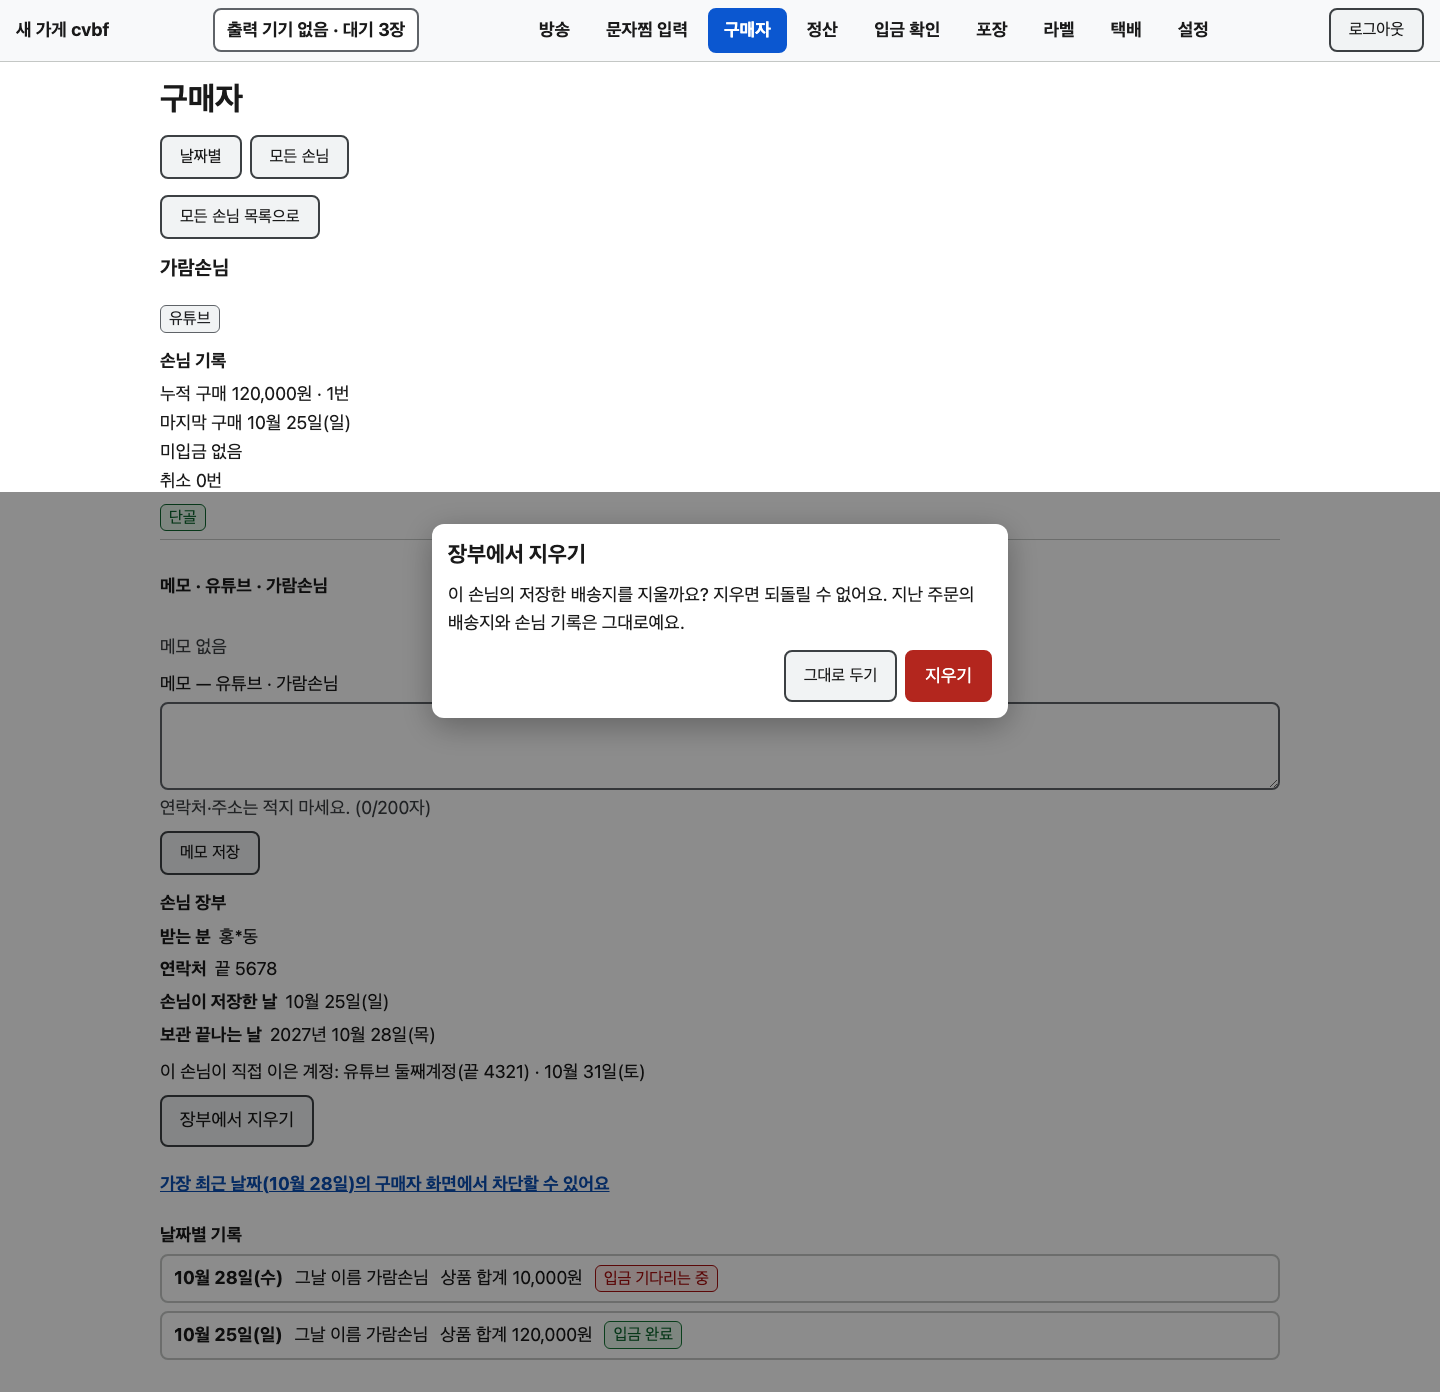 새 가게 cvbf
출력 기기 없음 · 대기 3장
방송 문자찜 입력 구매자 정산 입금 확인 포장 라벨 택배 설정
로그아웃
구매자
날짜별 모든 손님
모든 손님 목록으로
가람손님
유튜브
손님 기록
누적 구매 120,000원 · 1번
마지막 구매 10월 25일(일)
미입금 없음
취소 0번
단골
장부에서 지우기
이 손님의 저장한 배송지를 지울까요? 지우면 되돌릴 수 없어요. 지난 주문의
배송지와 손님 기록은 그대로예요.
그대로 두기 지우기
메모 · 유튜브 · 가람손님
메모 없음
메모 — 유튜브 · 가람손님
연락처·주소는 적지 마세요. (0/200자)
메모 저장
손님 장부
받는 분 홍*동
연락처 끝 5678
손님이 저장한 날 10월 25일(일)
보관 끝나는 날 2027년 10월 28일(목)
이 손님이 직접 이은 계정: 유튜브 둘째계정(끝 4321) · 10월 31일(토)
장부에서 지우기
가장 최근 날짜(10월 28일)의 구매자 화면에서 차단할 수 있어요
날짜별 기록
10월 28일(수) 그날 이름 가람손님 상품 합계 10,000원 입금 기다리는 중
10월 25일(일) 그날 이름 가람손님 상품 합계 120,000원 입금 완료